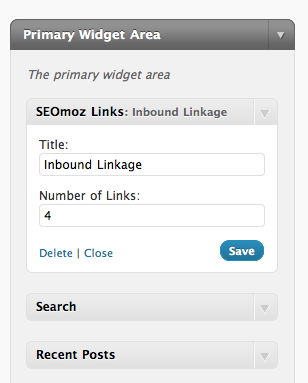 Primary Widget Area
The primary widget area
SEOmoz Links: Inbound Linkage
Title:
Inbound Linkage
Number of Links:
4
Delete | Close
Save
Search
Recent Posts